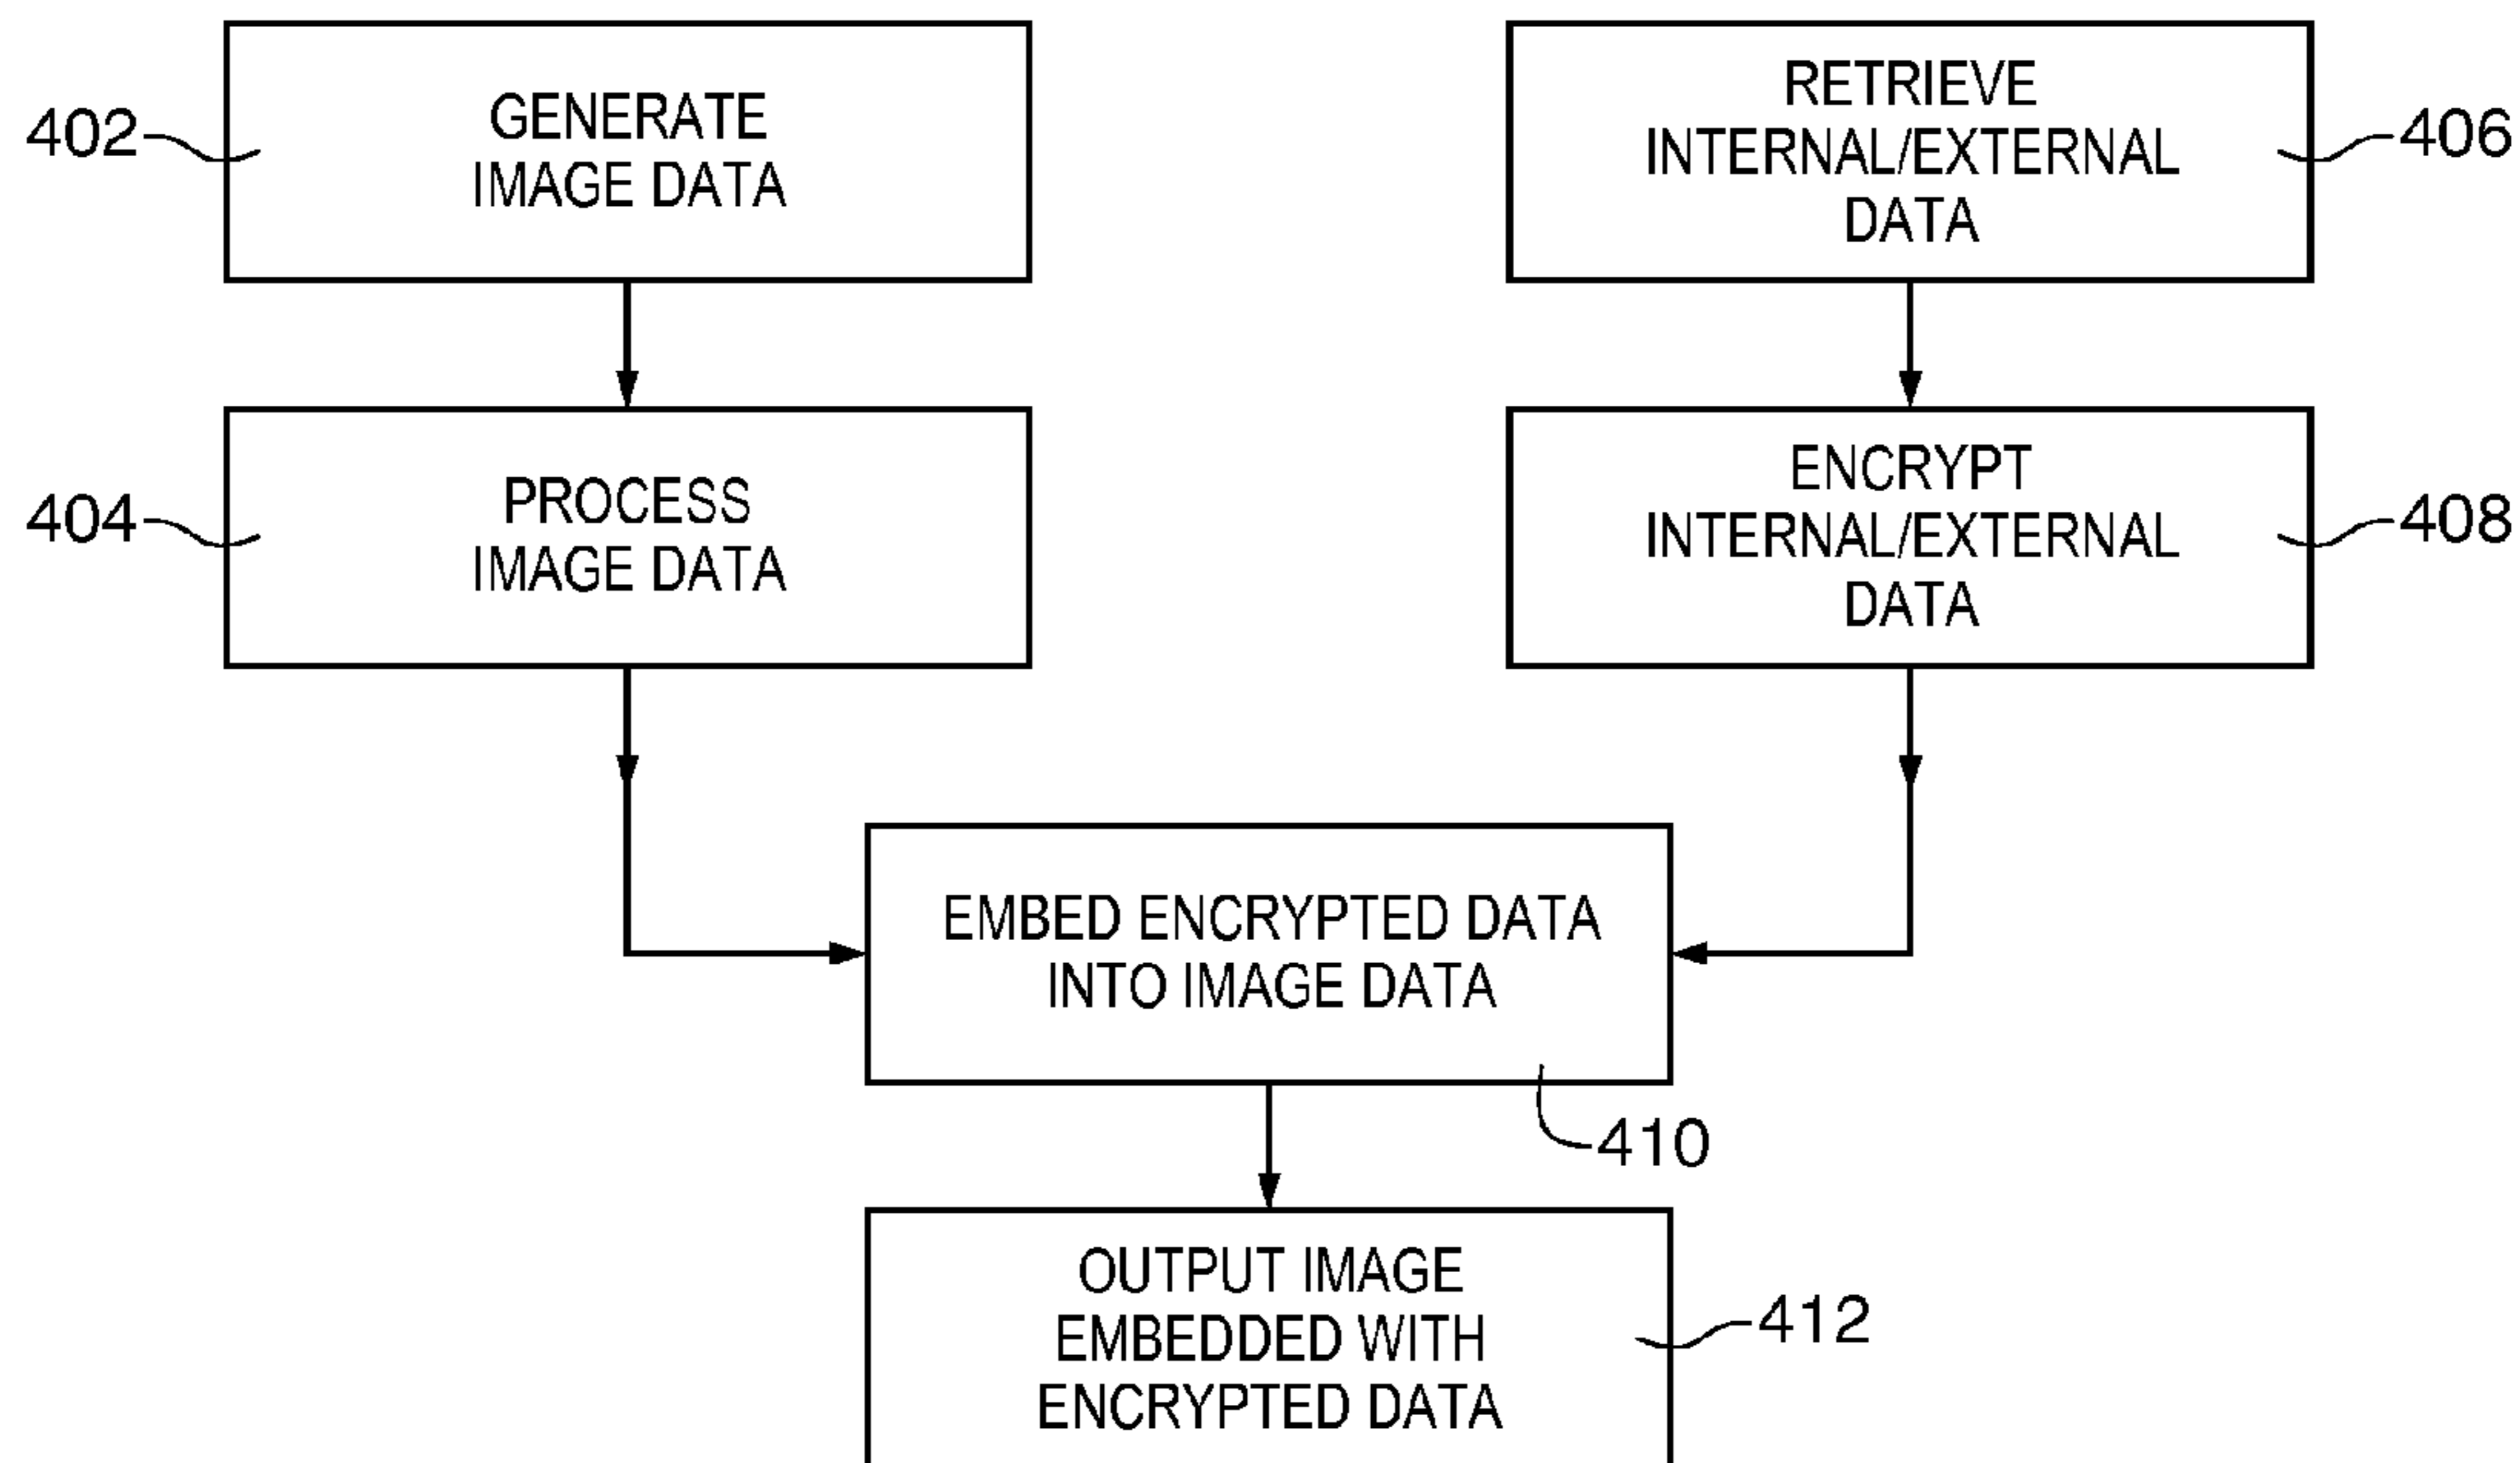 402
GENERATE
IMAGE DATA
RETRIEVE
INTERNAL/EXTERNAL
DATA
406
404
PROCESS
IMAGE DATA
ENCRYPT
INTERNAL/EXTERNAL
DATA
408
EMBED ENCRYPTED DATA
INTO IMAGE DATA
410
OUTPUT IMAGE
EMBEDDED WITH
ENCRYPTED DATA
412